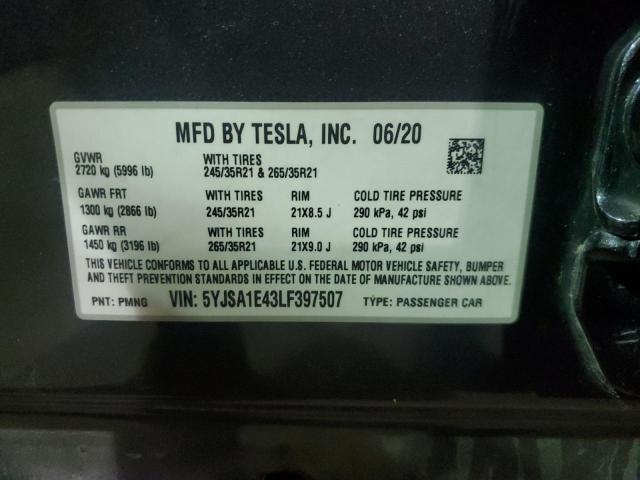 MFD BY TESLA, INC. 06/20
GVWR WITH TIRES
2720 kg (5996 lb) 245/35R21 & 265/35R21
GAWR FRT WITH TIRES RIM COLD TIRE PRESSURE
1300 kg (2866 lb) 245/35R21 21X8.5 J 290 kPa, 42 psi
GAWR RR WITH TIRES RIM COLD TIRE PRESSURE
1450 kg (3196 lb) 265/35R21 21X9.0 J 290 kPa, 42 psi
THIS VEHICLE CONFORMS TO ALL APPLICABLE U.S. FEDERAL MOTOR VEHICLE SAFETY, BUMPER
AND THEFT PREVENTION STANDARDS IN EFFECT ON THE DATE OF MANUFACTURE SHOWN ABOVE.
PNT: PMNG VIN: 5YJSA1E43LF397507 TYPE: PASSENGER CAR